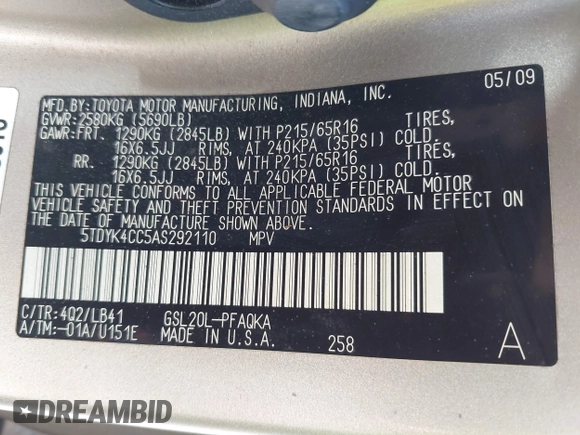 MFD.BY:TOYOTA MOTOR MANUFACTURING, INDIANA, INC. 05/09
GVWR:2580KG (5690LB)
GAWR:FRT. 1290KG (2845LB) WITH P215/65R16 TIRES,
16X6.5JJ RIMS, AT 240KPA (35PSI) COLD.
RR. 1290KG (2845LB) WITH P215/65R16 TIRES,
16X6.5JJ RIMS, AT 240KPA (35PSI) COLD.
THIS VEHICLE CONFORMS TO ALL APPLICABLE FEDERAL MOTOR
VEHICLE SAFETY AND THEFT PREVENTION STANDARDS IN EFFECT ON
THE DATE OF MANUFACTURE SHOWN ABOVE.
5TDYK4CC5AS292110 MPV
C/TR:4Q2/LB41 GSL20L-PFAQKA
A/TM:-01A/U151E MADE IN U.S.A. 258 A
DREAMBID